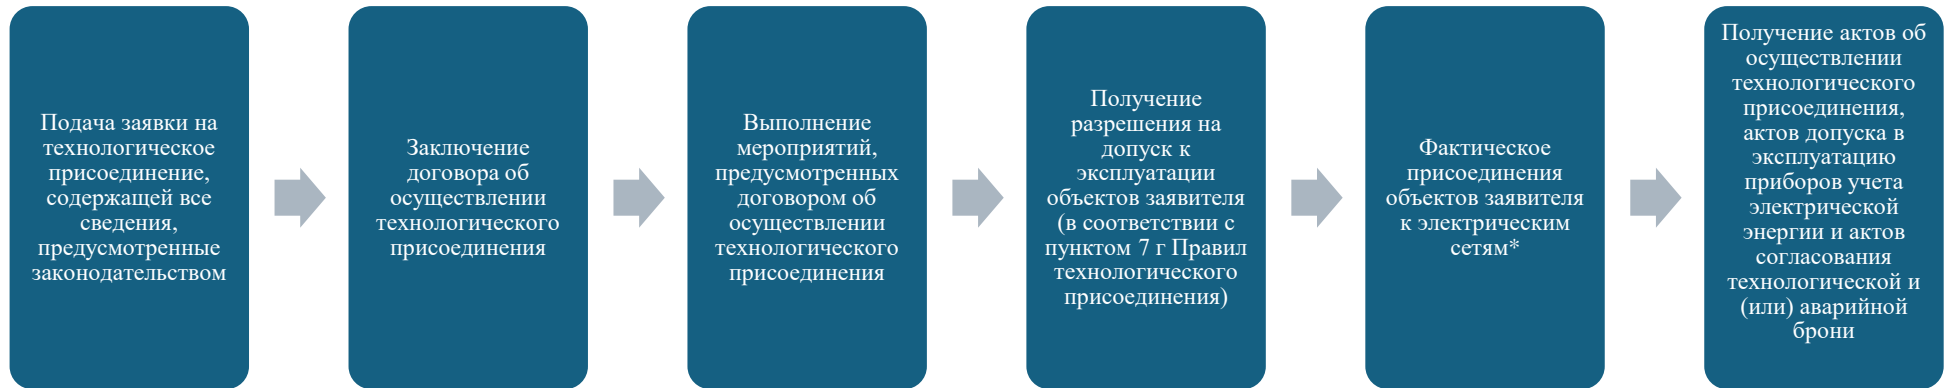 Подача заявки на
технологическое
присоединение,
содержащей все
сведения,
предусмотренные
законодательством
Заключение
договора об
осуществлении
технологического
присоединения
Выполнение
мероприятий,
предусмотренных
договором об
осуществлении
технологического
присоединения
Получение
разрешения на
допуск к
эксплуатации
объектов заявителя
(в соответствии с
пунктом 7 г Правил
технологического
присоединения)
Фактическое
присоединения
объектов заявителя
к электрическим
сетям*
Получение актов об
осуществлении
технологического
присоединения,
актов допуска в
эксплуатацию
приборов учета
электрической
энергии и актов
согласования
технологической и
(или) аварийной
брони